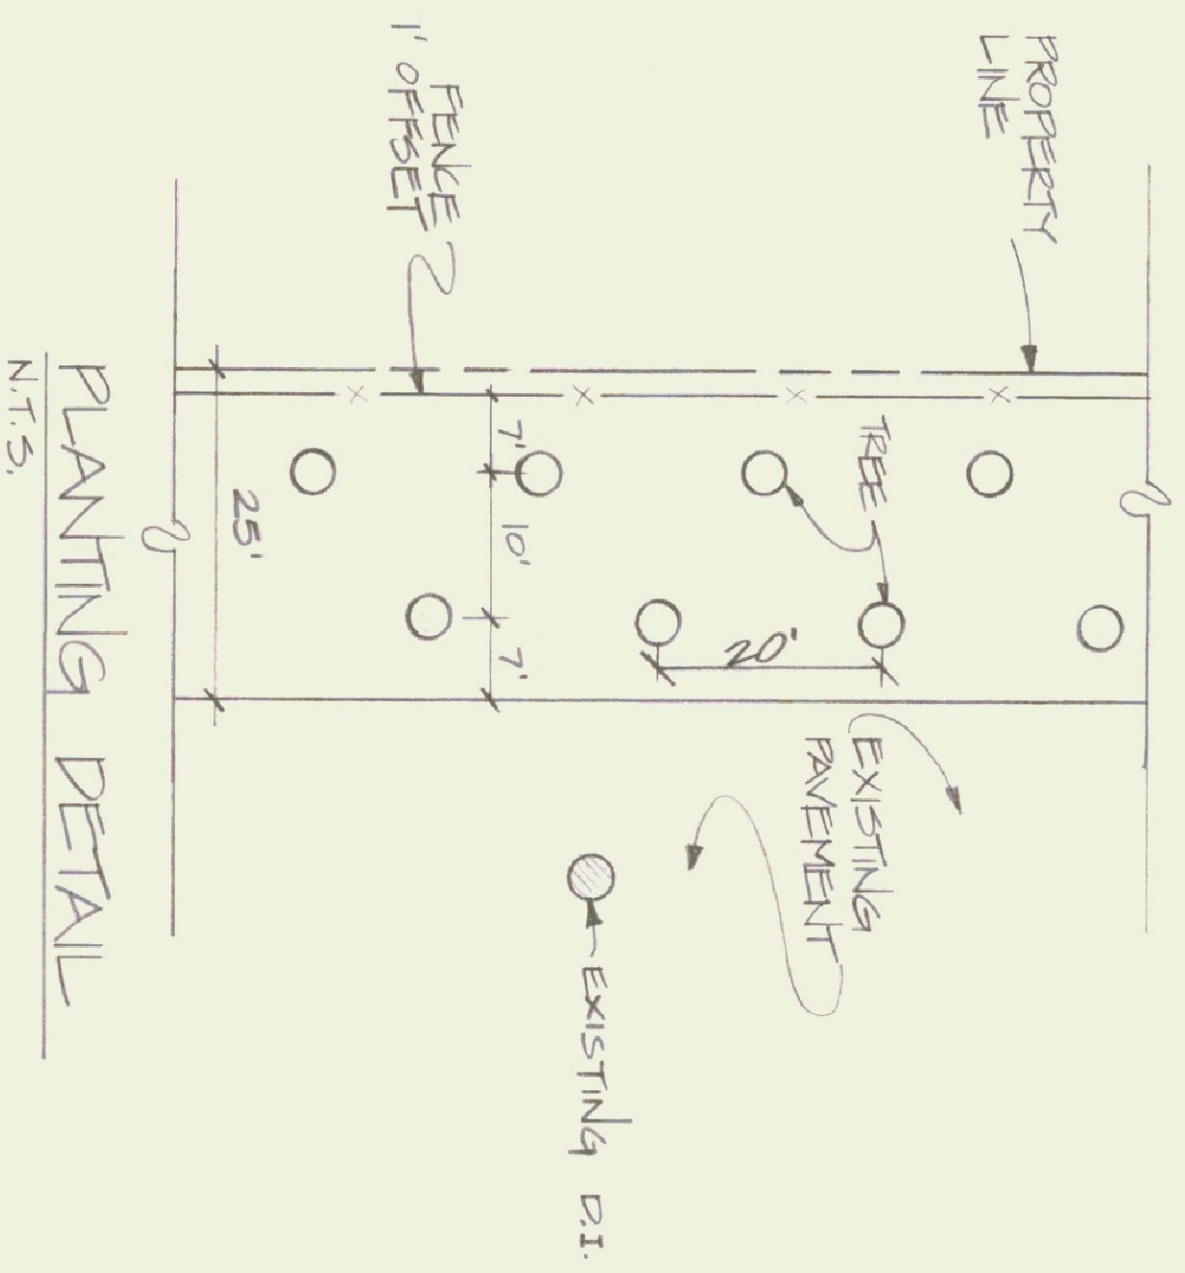 PROPERTY
LINE
FENCE
1' OFFSET
TREE
7'
10'
7'
20'
25'
EXISTING
PAVEMENT
EXISTING D.I.
PLANTING DETAIL
N.T.S.